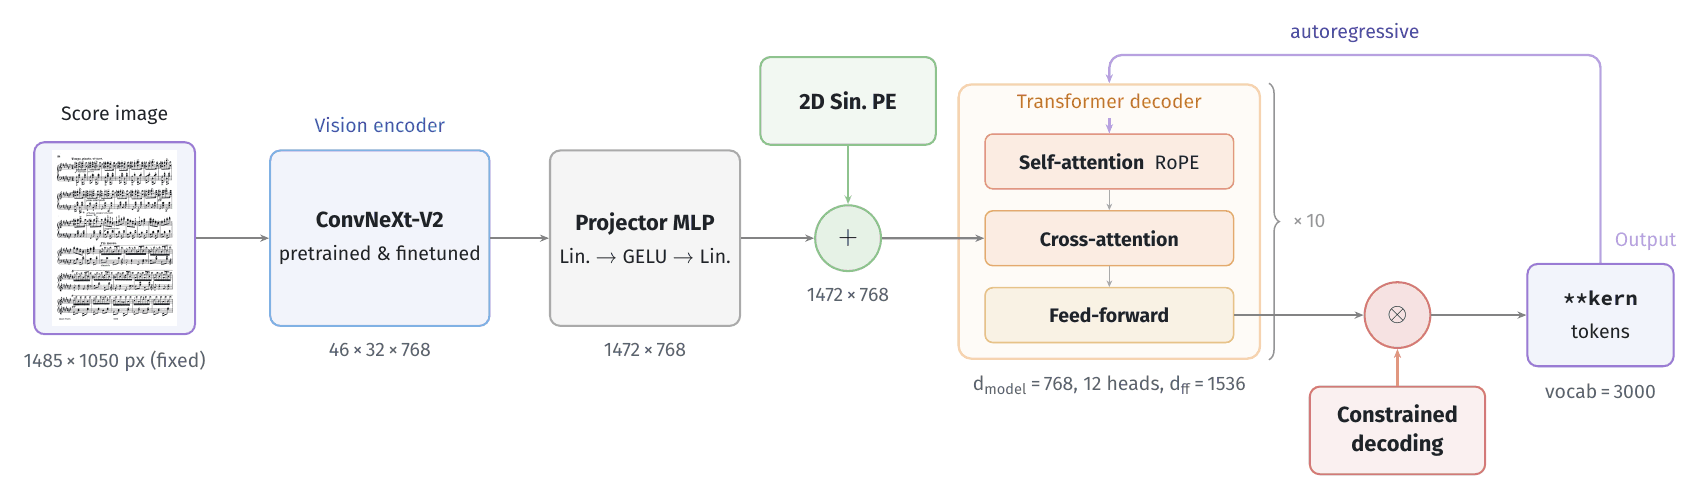 autoregressive
Score image
Vision encoder
2D Sin. PE
Transformer decoder
Self-attention RoPE
ConvNeXt-V2
pretrained & finetuned
Projector MLP
Lin. → GELU → Lin.
+
Cross-attention
× 10
Output
1472 × 768
Feed-forward
⊗
**kern
tokens
1485 × 1050 px (fixed)
46 × 32 × 768
1472 × 768
d_model = 768, 12 heads, d_ff = 1536
vocab = 3000
Constrained
decoding